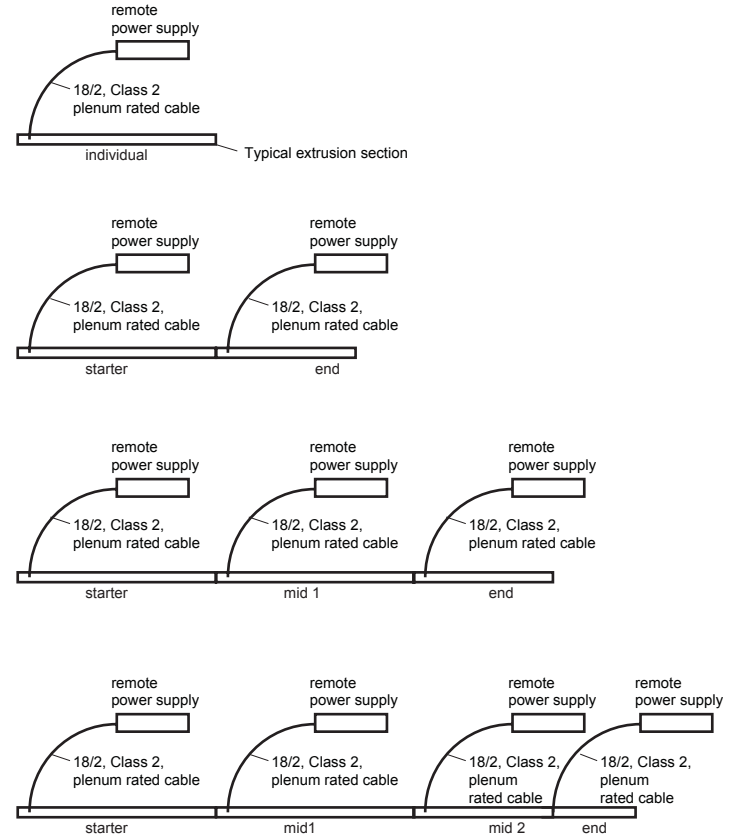 remote
power supply
18/2, Class 2
plenum rated cable
individual
Typical extrusion section
remote
power supply
remote
power supply
18/2, Class 2,
plenum rated cable
18/2, Class 2,
plenum rated cable
starter
end
remote
power supply
remote
power supply
remote
power supply
18/2, Class 2,
plenum rated cable
18/2, Class 2,
plenum rated cable
18/2, Class 2,
plenum rated cable
starter
mid 1
end
remote
power supply
remote
power supply
remote
power supply
remote
power supply
18/2, Class 2,
plenum rated cable
18/2, Class 2,
plenum rated cable
18/2, Class 2,
plenum
rated cable
18/2, Class 2,
plenum
rated cable
starter
mid1
mid 2
end